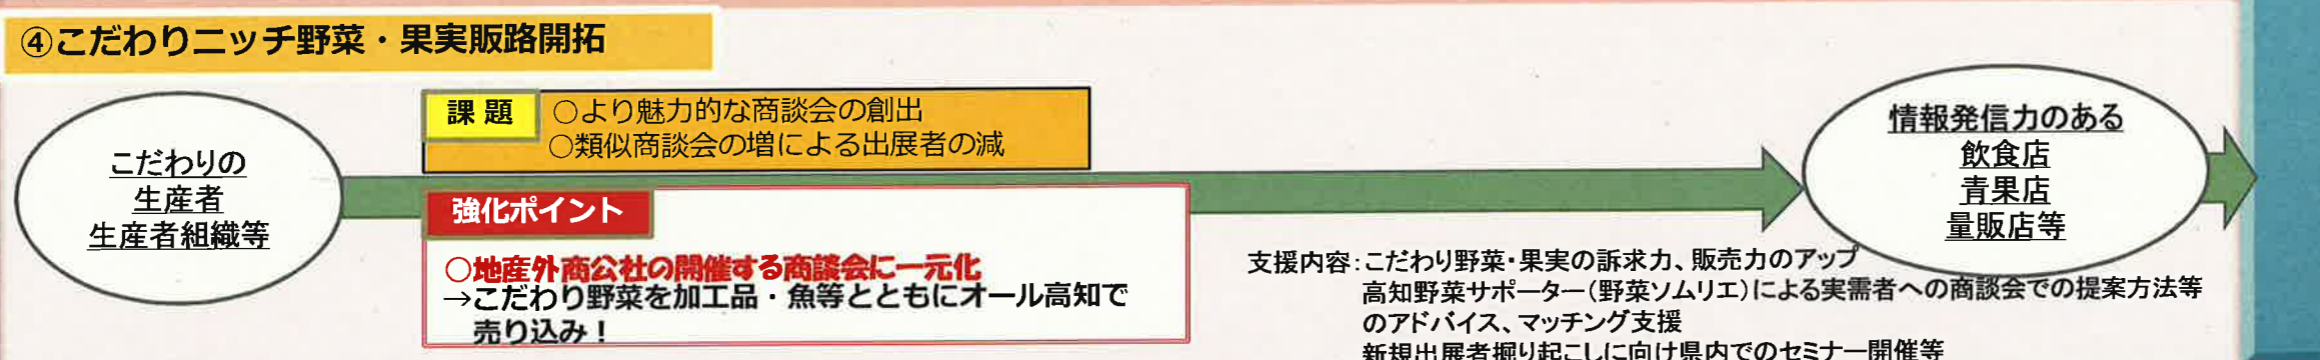 ④こだわりニッチ野菜・果実販路開拓
こだわりの
生産者
生産者組織等
課 題
○より魅力的な商談会の創出
○類似商談会の増による出展者の減
強化ポイント
○地産外商公社の開催する商談会に一元化
→こだわり野菜を加工品・魚等とともにオール高知で
売り込み！
情報発信力のある
飲食店
青果店
量販店等
支援内容：こだわり野菜・果実の訴求力、販売力のアップ
高知野菜サポーター（野菜ソムリエ）による実需者への商談会での提案方法等
のアドバイス、マッチング支援
新規出展者掘り起こしに向け県内でのセミナー開催等